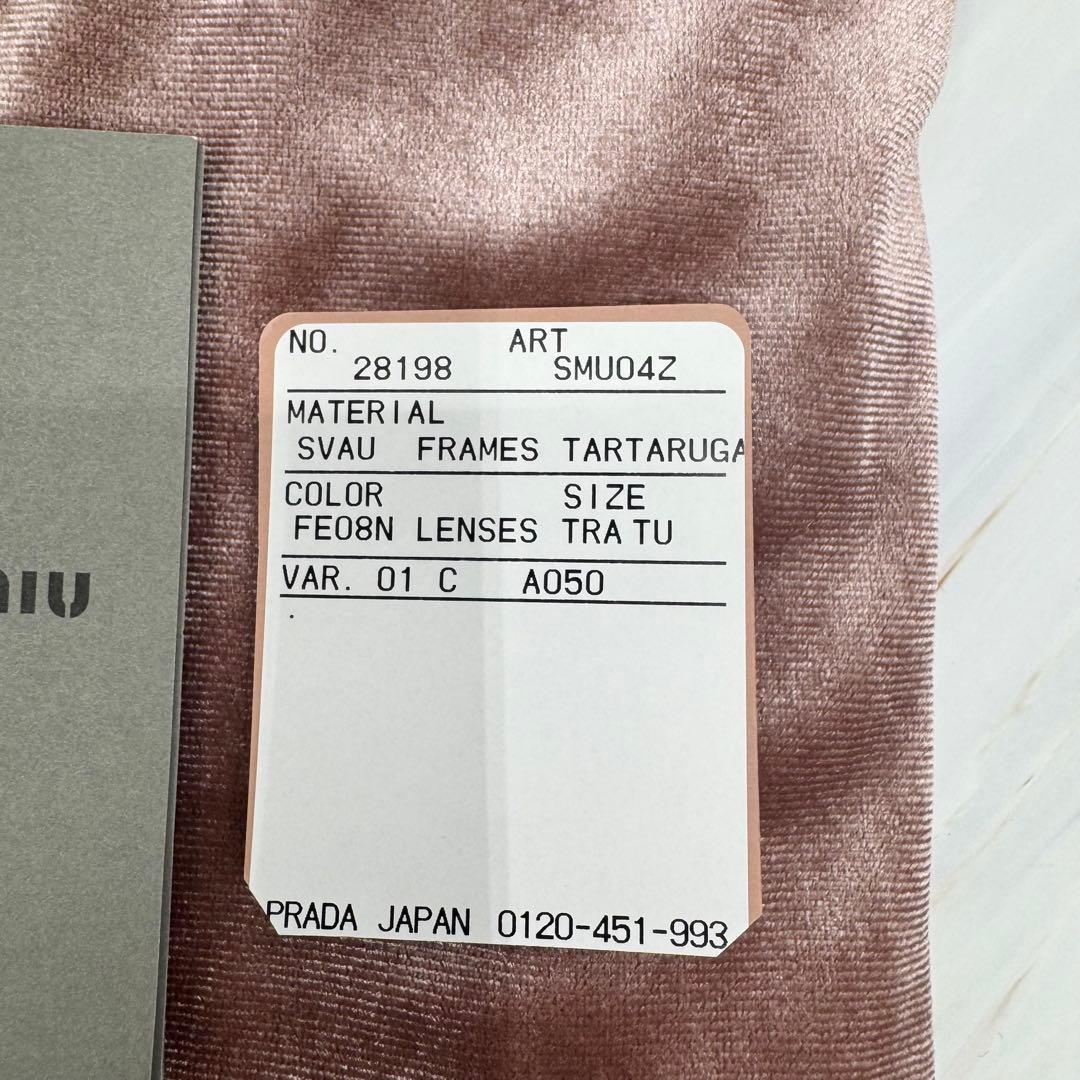 NO. ART
28198 SMU04Z
MATERIAL
SVAU FRAMES TARTARUGA
COLOR SIZE
FE08N LENSES TRA TU
VAR. 01 C A050
.
PRADA JAPAN 0120-451-993